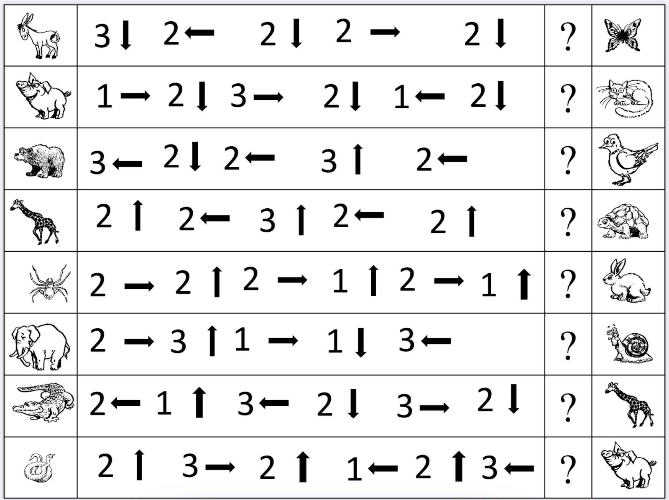 3 ⬇ 2 ⬅ 2 ⬇ 2 ➡ 2 ⬇ ?
1 ➡ 2 ⬇ 3 ➡ 2 ⬇ 1 ⬅ 2 ⬇ ?
3 ⬅ 2 ⬇ 2 ⬅ 3 ⬆ 2 ⬅ ?
2 ⬆ 2 ⬅ 3 ⬆ 2 ⬅ 2 ⬆ ?
2 ➡ 2 ⬆ 2 ➡ 1 ⬆ 2 ➡ 1 ⬆ ?
2 ➡ 3 ⬆ 1 ➡ 1 ⬇ 3 ⬅ ?
2 ⬅ 1 ⬆ 3 ⬅ 2 ⬇ 3 ➡ 2 ⬇ ?
2 ⬆ 3 ➡ 2 ⬆ 1 ⬅ 2 ⬆ 3 ⬅ ?